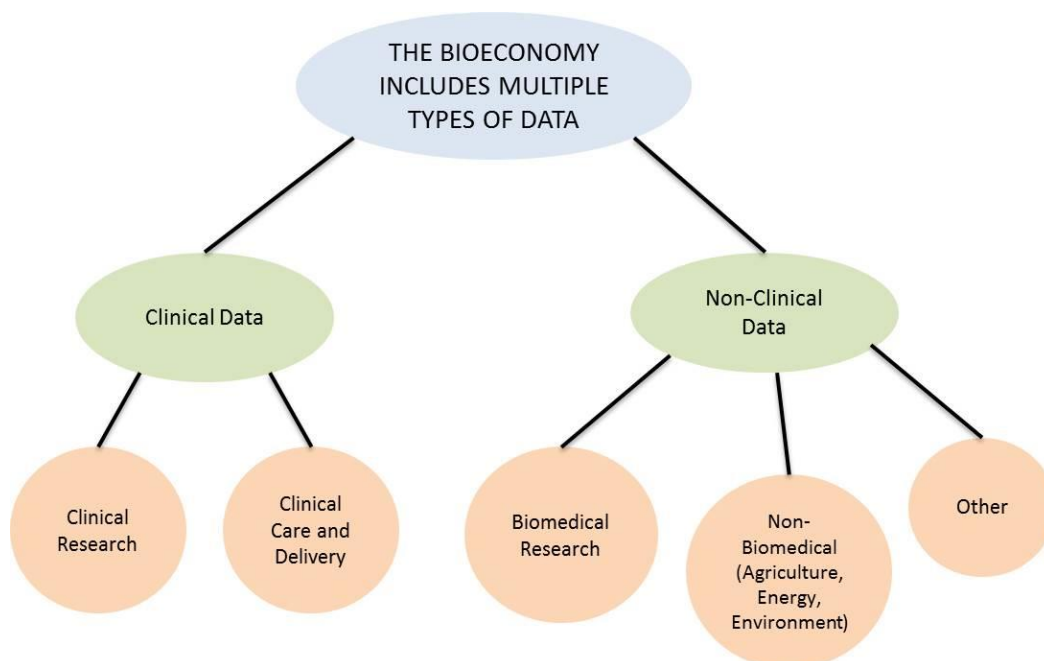 THE BIOECONOMY
INCLUDES MULTIPLE
TYPES OF DATA
Clinical Data
Non-Clinical
Data
Clinical
Research
Clinical
Care and
Delivery
Biomedical
Research
Non-
Biomedical
(Agriculture,
Energy,
Environment)
Other